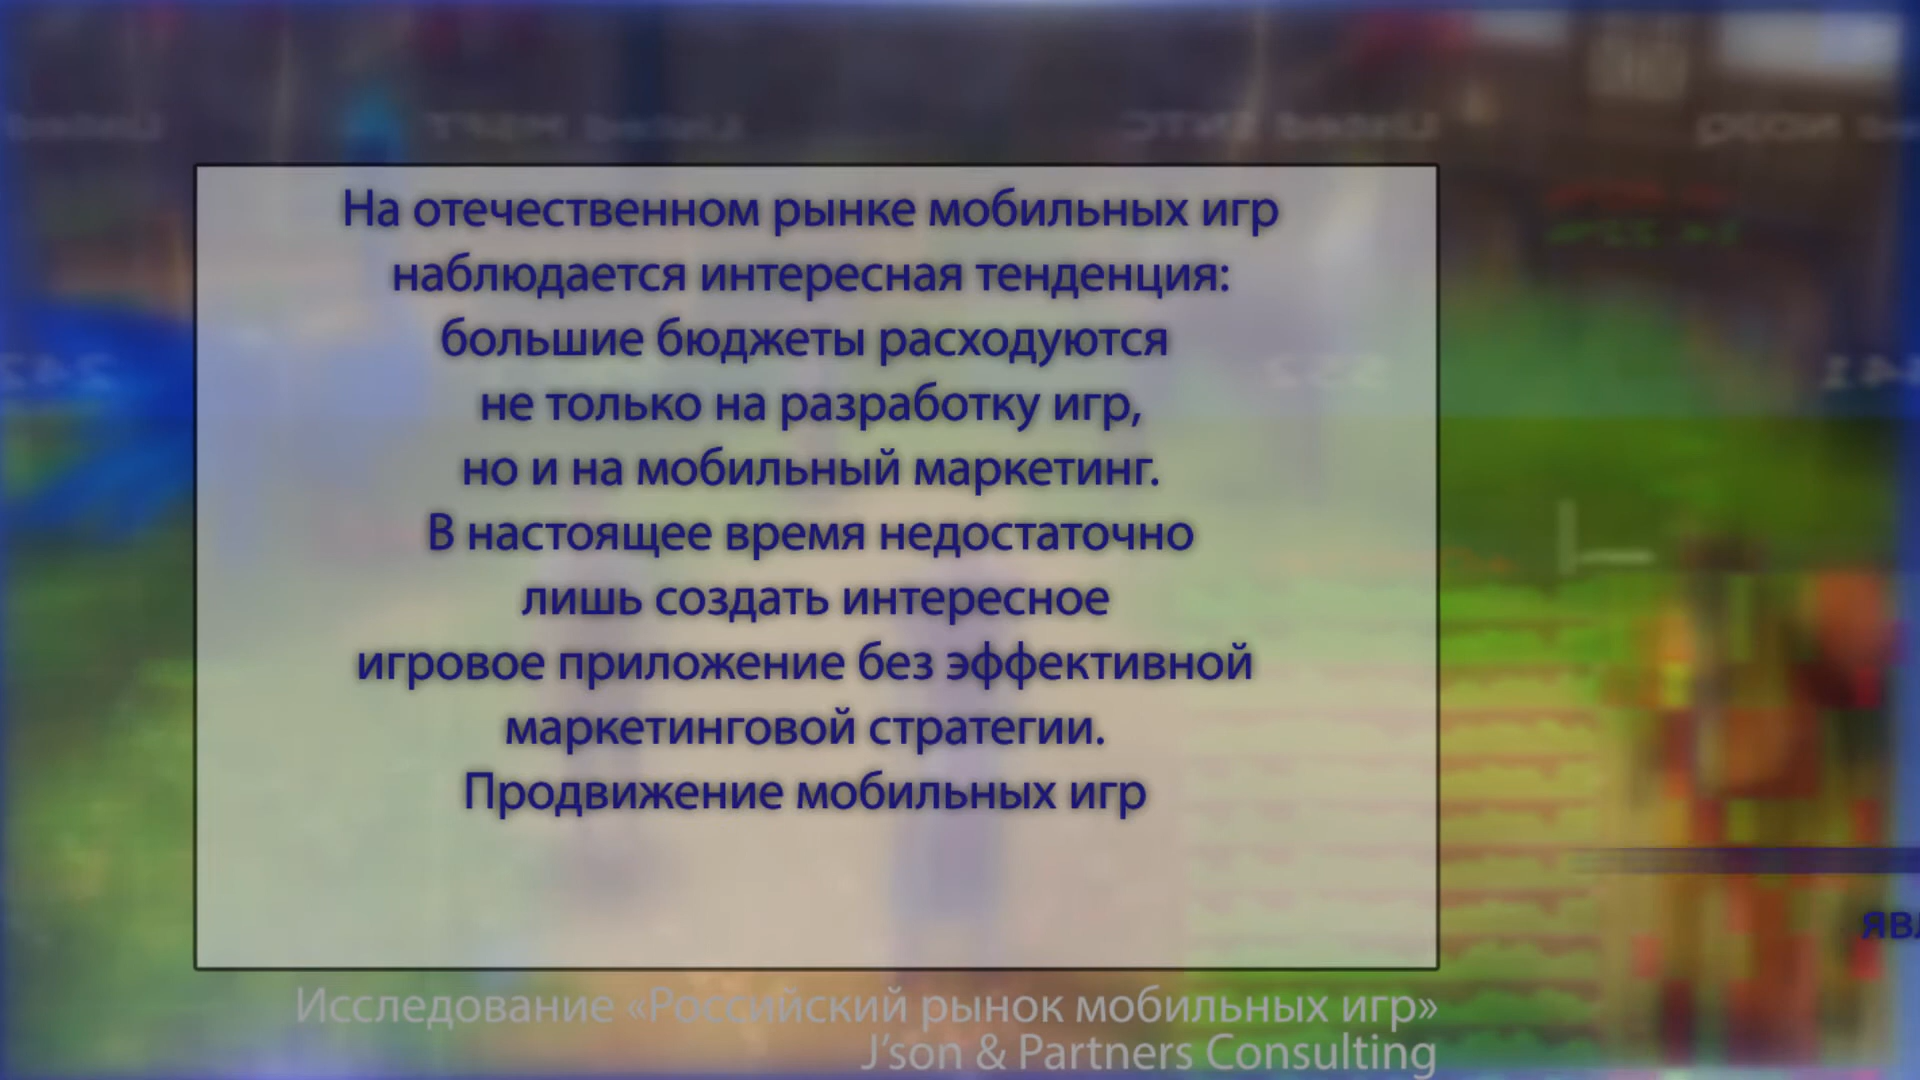 На отечественном рынке мобильных игр
наблюдается интересная тенденция:
большие бюджеты расходуются
не только на разработку игр,
но и на мобильный маркетинг.
В настоящее время недостаточно
лишь создать интересное
игровое приложение без эффективной
маркетинговой стратегии.
Продвижение мобильных игр
Исследование «Российский рынок мобильных игр»
J’son & Partners Consulting